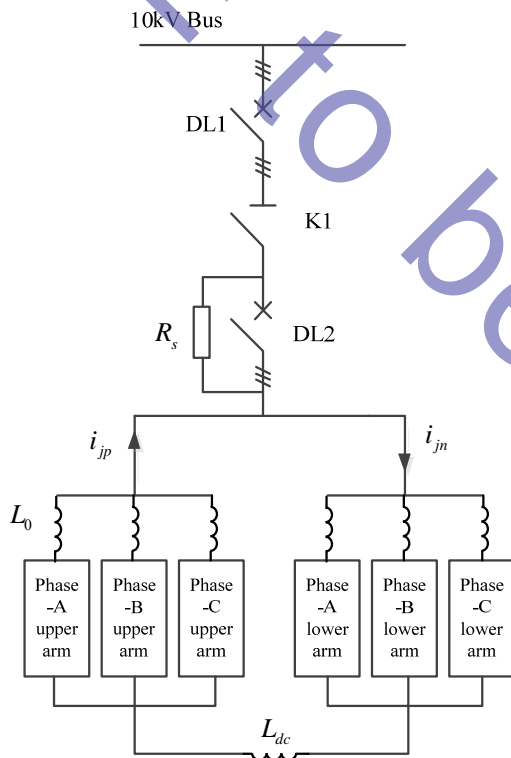 10kV Bus
DL1
K1
R_s
DL2
i_jp
i_jn
L_0
Phase
-A
upper
arm
Phase
-B
upper
arm
Phase
-C
upper
arm
Phase
-A
lower
arm
Phase
-B
lower
arm
Phase
-C
lower
arm
L_dc
to